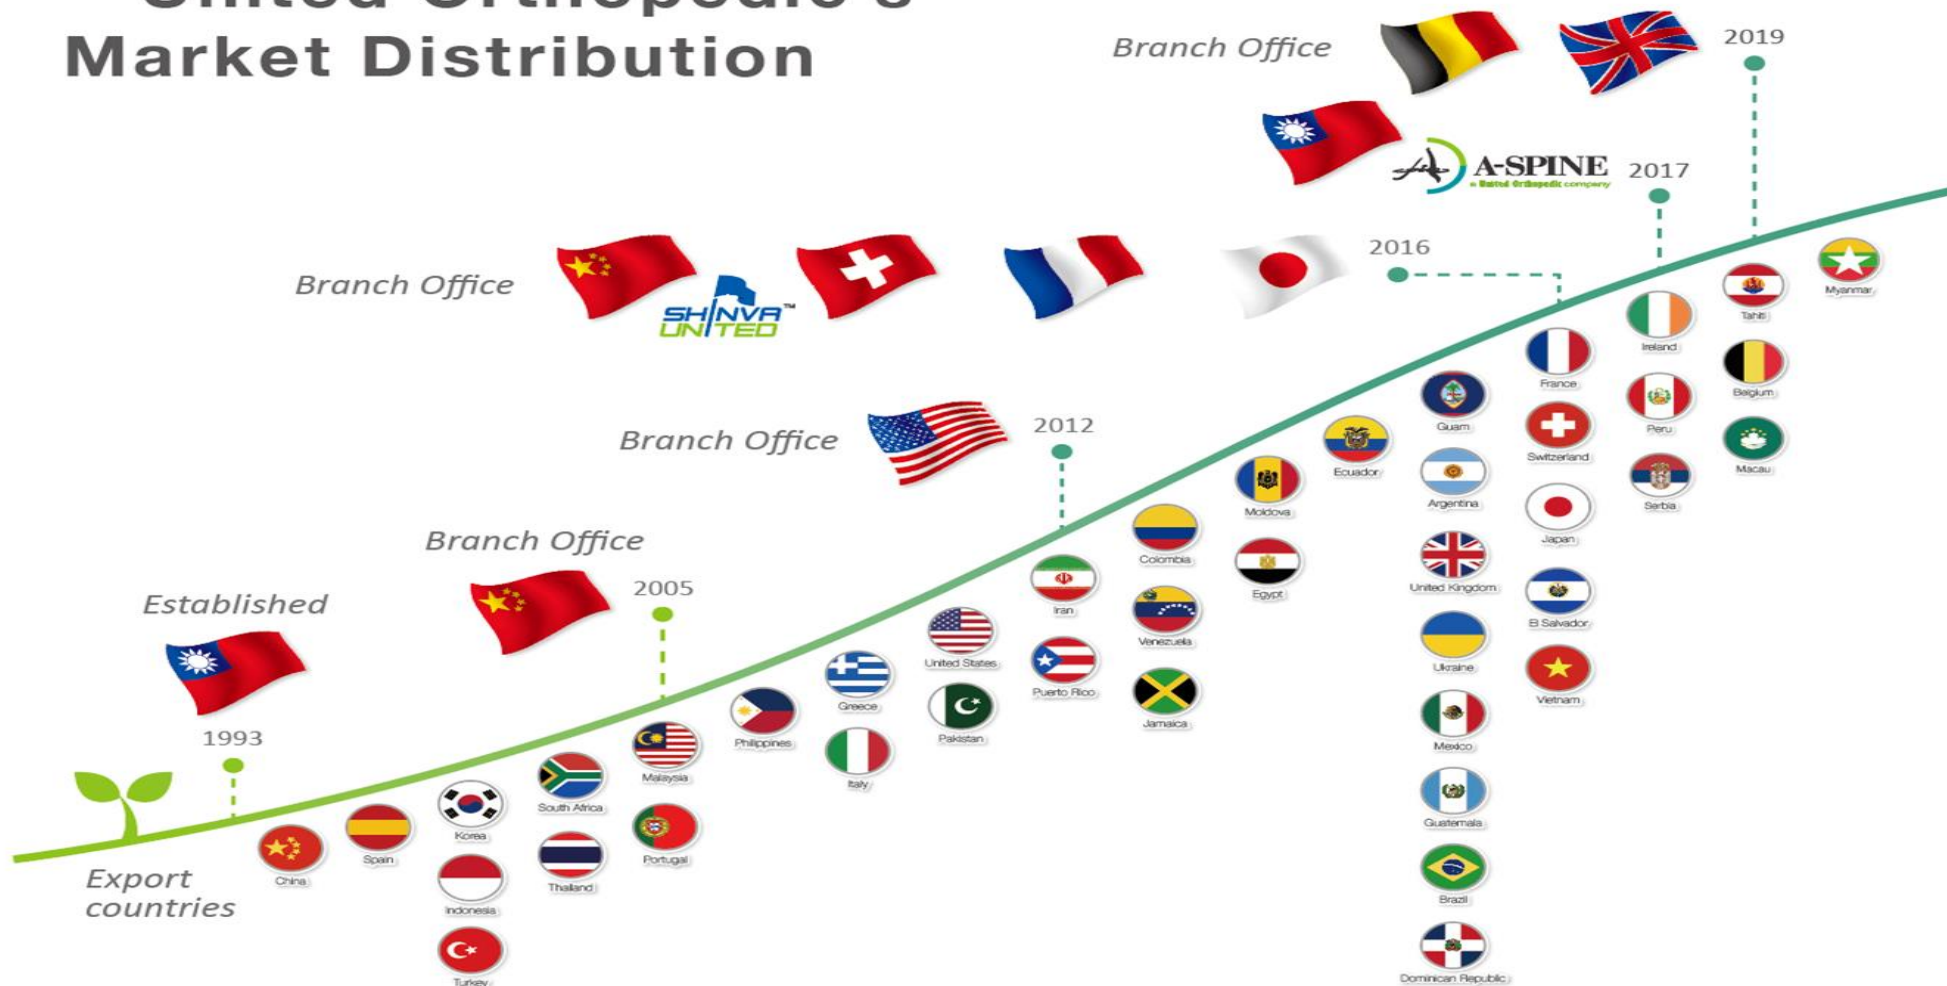 United Orthopedic's
Market Distribution
Branch Office
2019
A-SPINE
a United Orthopedic company
2017
Branch Office
SHINVA™
UNITED
2016
Branch Office
2012
Branch Office
2005
Established
1993
Export
countries
China
Spain
Korea
Indonesia
Turkey
South Africa
Thailand
Malaysia
Portugal
Philippines
Greece
Italy
United States
Pakistan
Iran
Puerto Rico
Colombia
Venezuela
Jamaica
Moldova
Egypt
Ecuador
Guam
Argentina
United Kingdom
Ukraine
Mexico
Guatemala
Brazil
Dominican Republic
France
Switzerland
Japan
El Salvador
Vietnam
Ireland
Peru
Serbia
Tahiti
Belgium
Macau
Myanmar